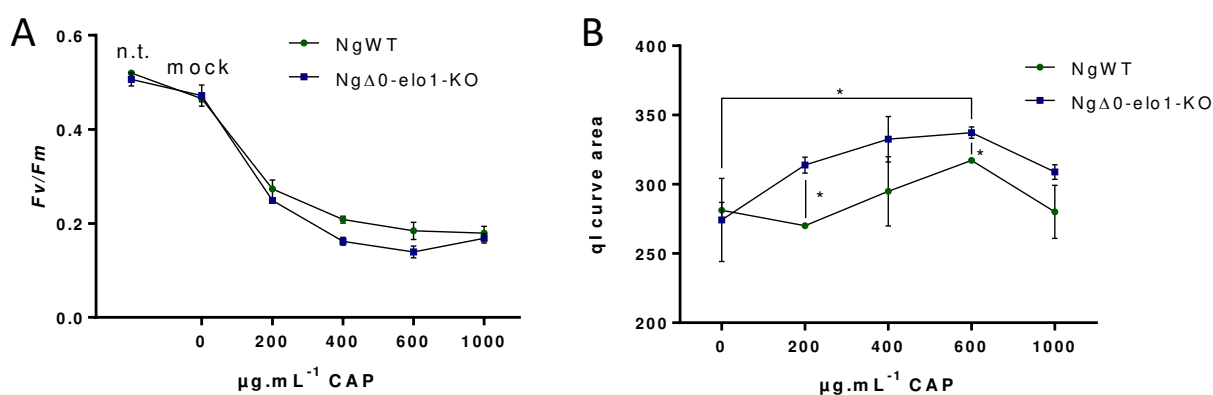 A
n.t.
mock
NgWT
NgΔ0-elo1-KO
0.6
0.4
0.2
0.0
Fv/Fm
0
200
400
600
1000
µg.mL⁻¹ CAP
B
NgWT
NgΔ0-elo1-KO
400
350
300
250
200
qI curve area
*
*
*
0
200
400
600
1000
µg.mL⁻¹ CAP